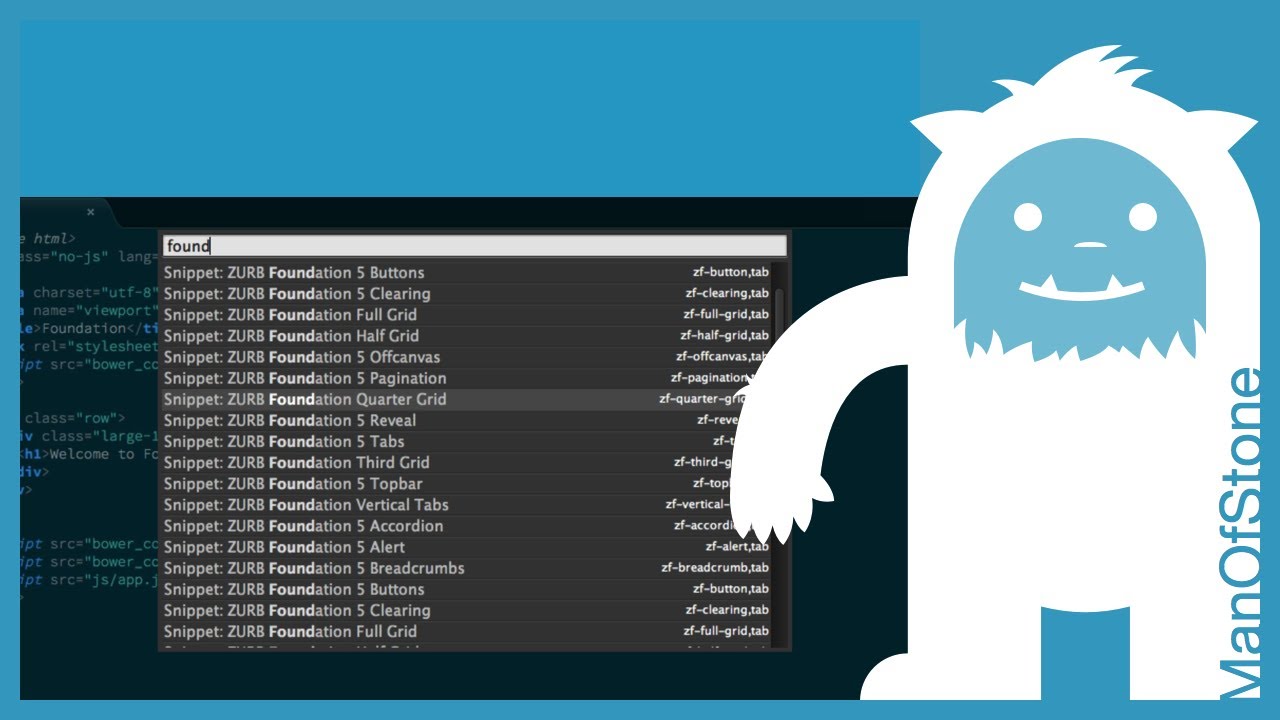 ×
e html>
ass="no-js" lang=
a charset="utf-8"
a name="viewport"
le>Foundation</ti
k rel="stylesheet
ipt src="bower_co
>
class="row">
iv class="large-1
<h1>Welcome to Fo
div>
v>
ipt src="bower_co
ipt src="bower_co
ipt src="js/app.j
>
found
Snippet: ZURB Foundation 5 Buttons zf-button,tab
Snippet: ZURB Foundation 5 Clearing zf-clearing,tab
Snippet: ZURB Foundation Full Grid zf-full-grid,tab
Snippet: ZURB Foundation Half Grid zf-half-grid,tab
Snippet: ZURB Foundation 5 Offcanvas zf-offcanvas,tab
Snippet: ZURB Foundation 5 Pagination zf-pagination
Snippet: ZURB Foundation Quarter Grid zf-quarter-gri
Snippet: ZURB Foundation 5 Reveal zf-reve
Snippet: ZURB Foundation 5 Tabs zf-t
Snippet: ZURB Foundation Third Grid zf-third-g
Snippet: ZURB Foundation 5 Topbar zf-top
Snippet: ZURB Foundation Vertical Tabs zf-vertical-
Snippet: ZURB Foundation 5 Accordion zf-accordi
Snippet: ZURB Foundation 5 Alert zf-alert,tab
Snippet: ZURB Foundation 5 Breadcrumbs zf-breadcrumb,tab
Snippet: ZURB Foundation 5 Buttons zf-button,tab
Snippet: ZURB Foundation 5 Clearing zf-clearing,tab
Snippet: ZURB Foundation Full Grid zf-full-grid,tab
ManOfStone